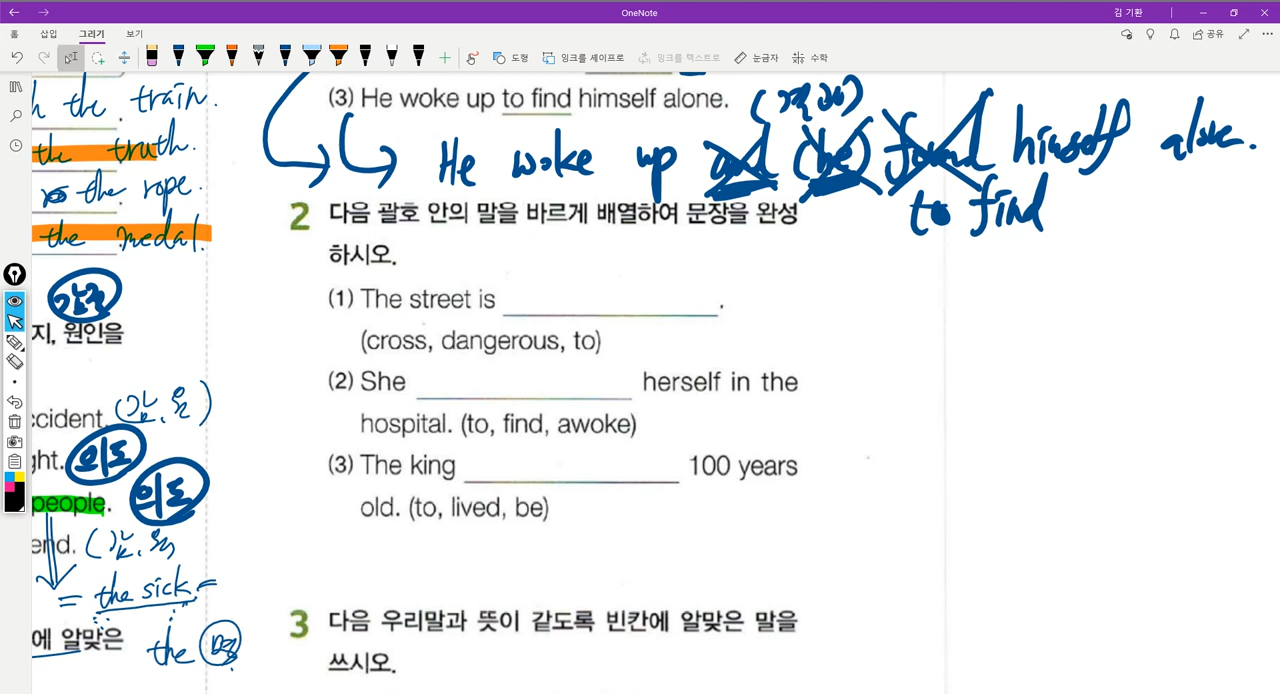 OneNote
김 기환
홈 삽입 그리기 보기
공유
도형 잉크를 셰이프로 잉크를 텍스트로 눈금자 수학
the train.
the truth.
the rope.
the medal.
지, 원인을
ccident.
ght. 의도
people. 의도
end.
= the sick =
에 알맞은
the
(3) He woke up to find himself alone.
He woke up and (he) found himself alone.
to find
2 다음 괄호 안의 말을 바르게 배열하여 문장을 완성
하시오.
(1) The street is ____________.
(cross, dangerous, to)
(2) She ____________ herself in the
hospital. (to, find, awoke)
(3) The king ____________ 100 years
old. (to, lived, be)
3 다음 우리말과 뜻이 같도록 빈칸에 알맞은 말을
쓰시오.